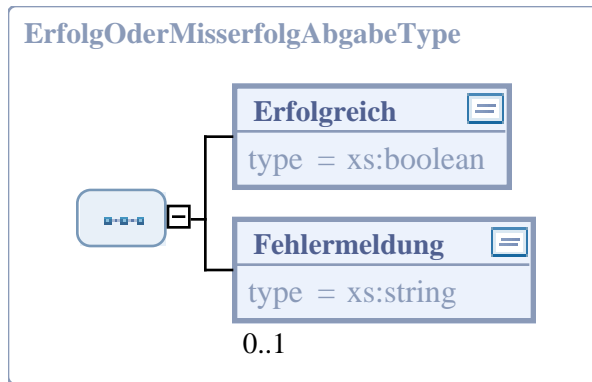 ErfolgOderMisserfolgAbgabeType
Erfolgreich
type = xs:boolean
Fehlermeldung
type = xs:string
0..1